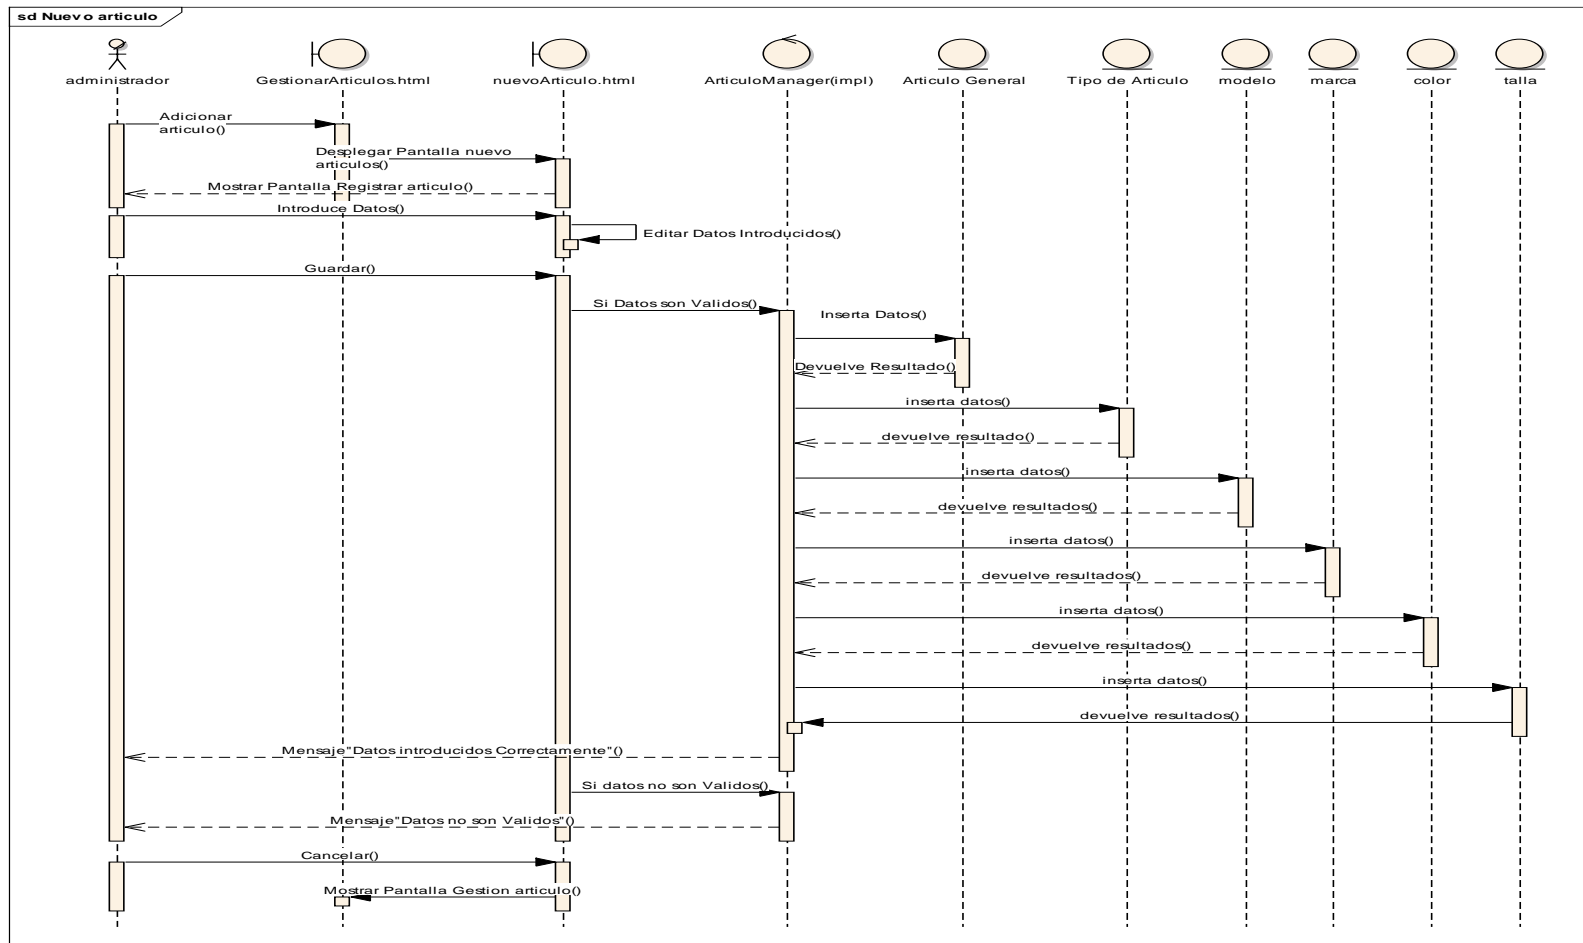 sd Nuevo articulo
administrador
GestionarArticulos.html
nuevoArticulo.html
ArticuloManager(impl)
Articulo General
Tipo de Articulo
modelo
marca
color
talla
Adicionar
articulo()
Desplegar Pantalla nuevo
articulos()
Mostrar Pantalla Registrar articulo()
Introduce Datos()
Editar Datos Introducidos()
Guardar()
Si Datos son Validos()
Inserta Datos()
Devuelve Resultado()
inserta datos()
devuelve resultado()
inserta datos()
devuelve resultados()
inserta datos()
devuelve resultados()
inserta datos()
devuelve resultados()
inserta datos()
devuelve resultados()
Mensaje"Datos introducidos Correctamente"()
Si datos no son Validos()
Mensaje"Datos no son Validos"()
Cancelar()
Mostrar Pantalla Gestion articulo()